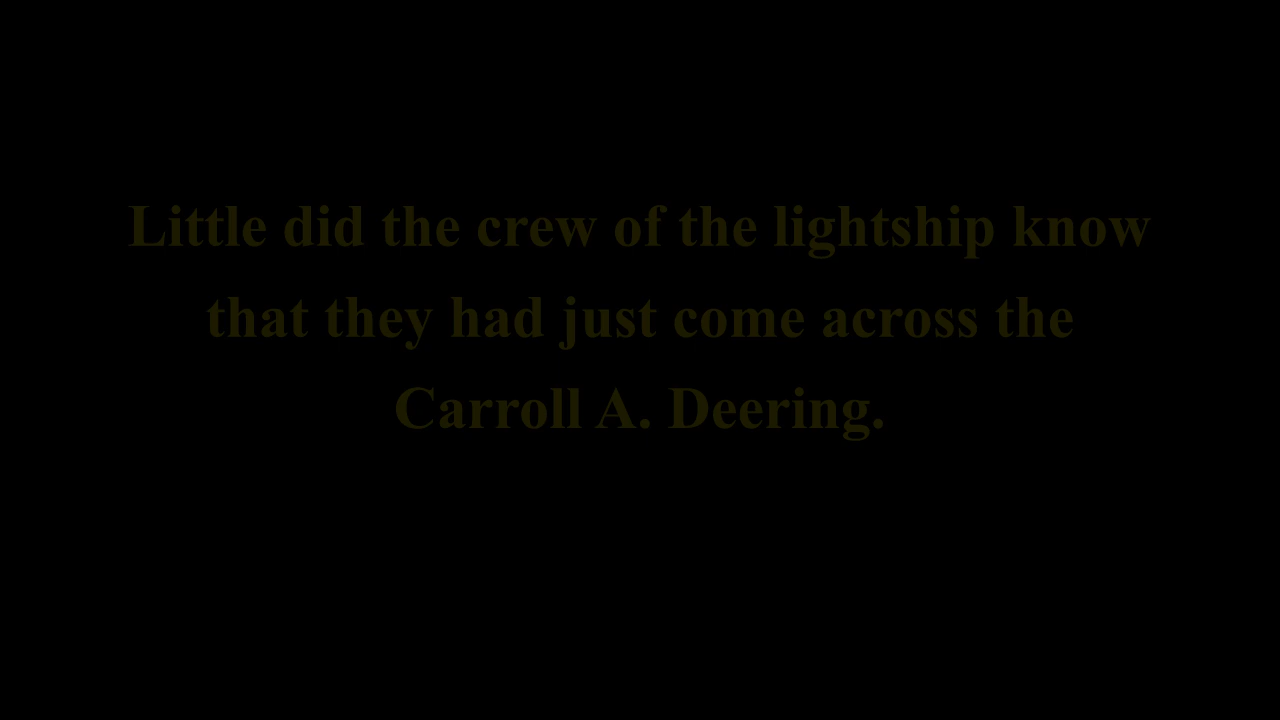 Little did the crew of the lightship know
that they had just come across the
Carroll A. Deering.